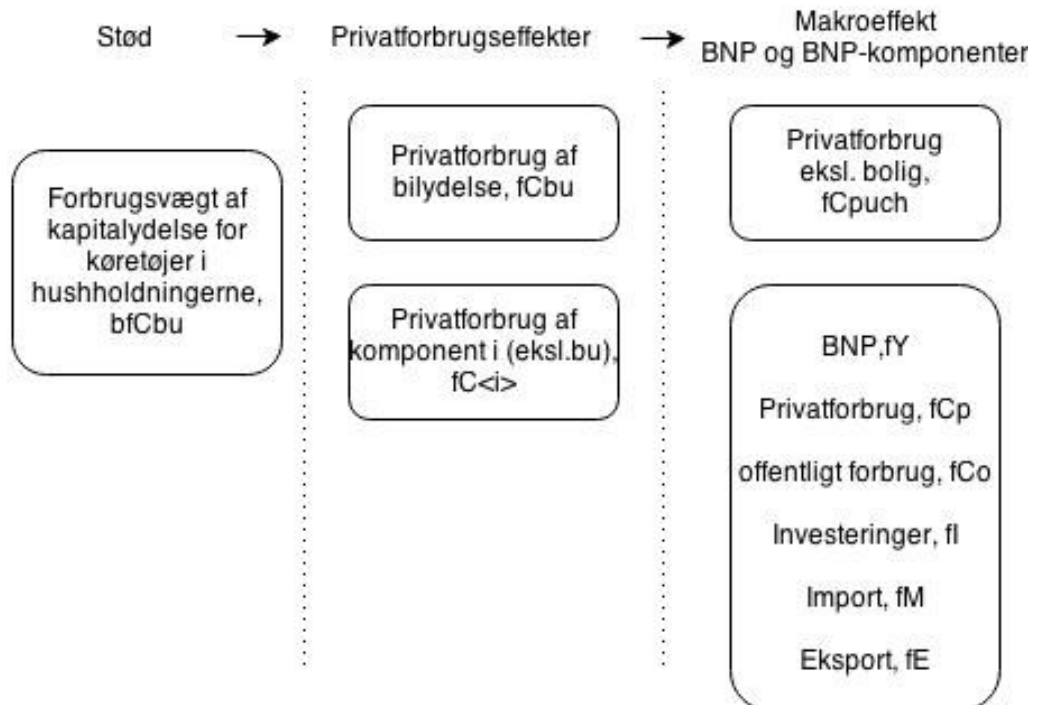 Stød → Privatforbrugseffekter → Makroeffekt
BNP og BNP-komponenter
Forbrugsvægt af
kapitalydelse for
køretøjer i
hushholdningerne,
bfCbu
Privatforbrug af
bilydelse, fCbu
Privatforbrug af
komponent i (eksl.bu),
fC<i>
Privatforbrug
eksl. bolig,
fCpuch
BNP,fY
Privatforbrug, fCp
offentligt forbrug, fCo
Investeringer, fI
Import, fM
Eksport, fE